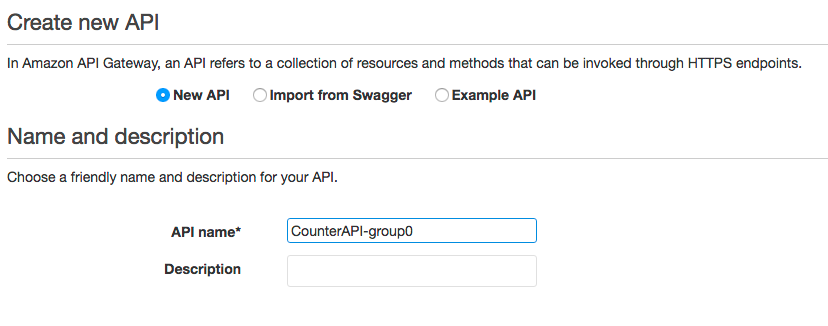 Create new API
In Amazon API Gateway, an API refers to a collection of resources and methods that can be invoked through HTTPS endpoints.
New API Import from Swagger Example API
Name and description
Choose a friendly name and description for your API.
API name* CounterAPI-group0
Description